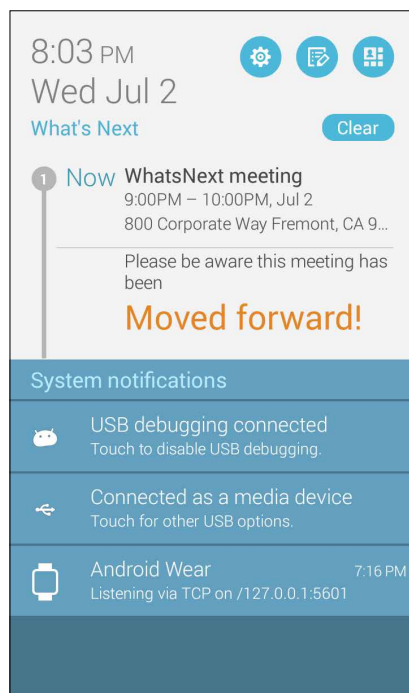 8:03 PM
Wed Jul 2
What's Next
Clear
1
Now
WhatsNext meeting
9:00PM – 10:00PM, Jul 2
800 Corporate Way Fremont, CA 9...
Please be aware this meeting has
been
Moved forward!
System notifications
USB debugging connected
Touch to disable USB debugging.
Connected as a media device
Touch for other USB options.
Android Wear
7:16 PM
Listening via TCP on /127.0.0.1:5601